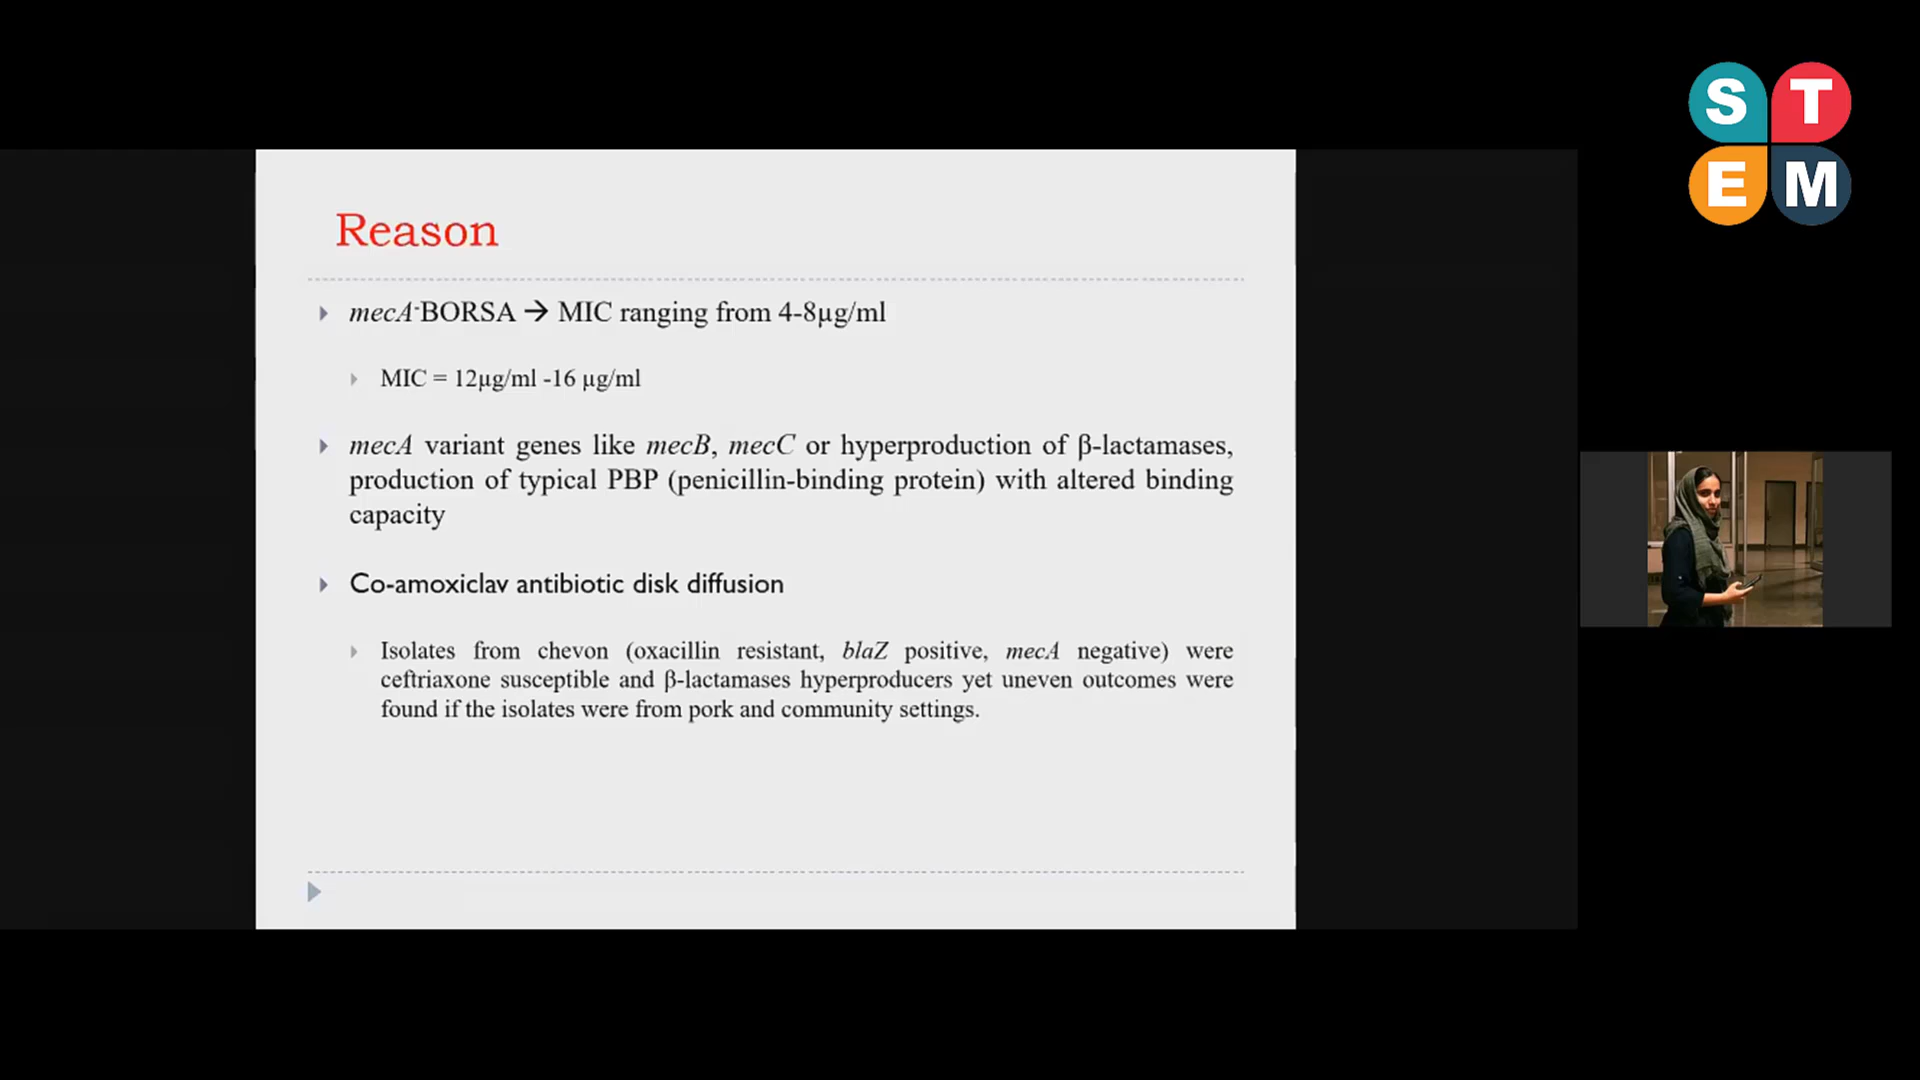 S T
E M
Reason
mecA⁻BORSA → MIC ranging from 4-8µg/ml
MIC = 12µg/ml -16 µg/ml
mecA variant genes like mecB, mecC or hyperproduction of β-lactamases,
production of typical PBP (penicillin-binding protein) with altered binding
capacity
Co-amoxiclav antibiotic disk diffusion
Isolates from chevon (oxacillin resistant, blaZ positive, mecA negative) were
ceftriaxone susceptible and β-lactamases hyperproducers yet uneven outcomes were
found if the isolates were from pork and community settings.